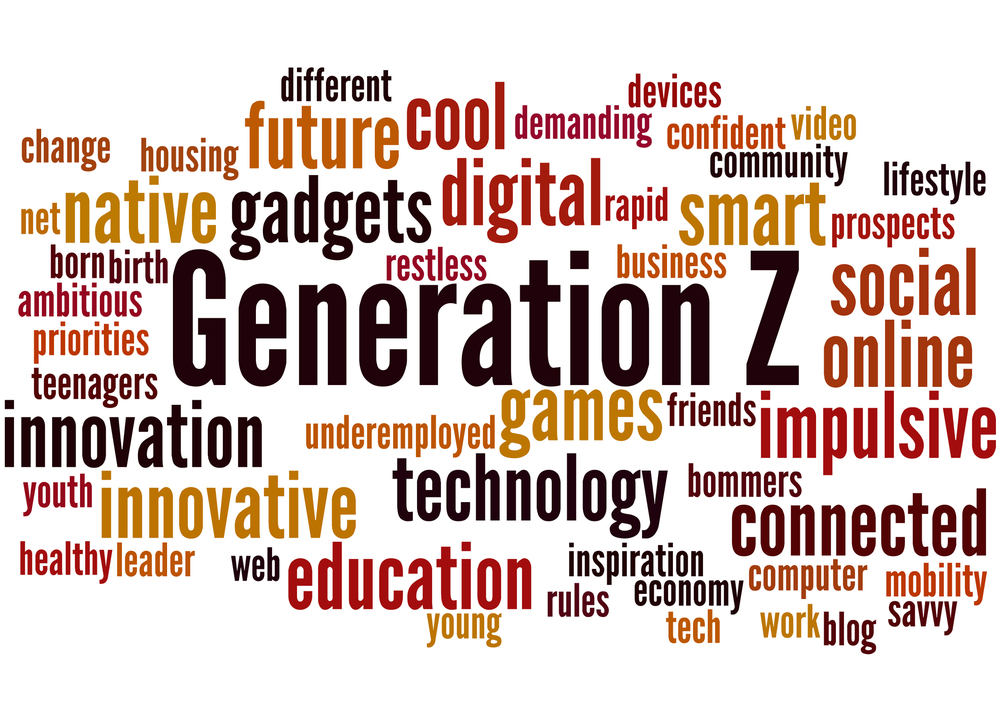 different
devices
cool
future
demanding
confident
video
change
housing
community
lifestyle
digital
native
gadgets
rapid
smart
prospects
net
born
birth
restless
business
Generation Z
social
ambitious
priorities
online
teenagers
games
friends
impulsive
innovation
underemployed
technology
bommers
youth
innovative
connected
healthy
leader
web
education
inspiration
economy
computer
mobility
rules
savvy
young
tech
work
blog